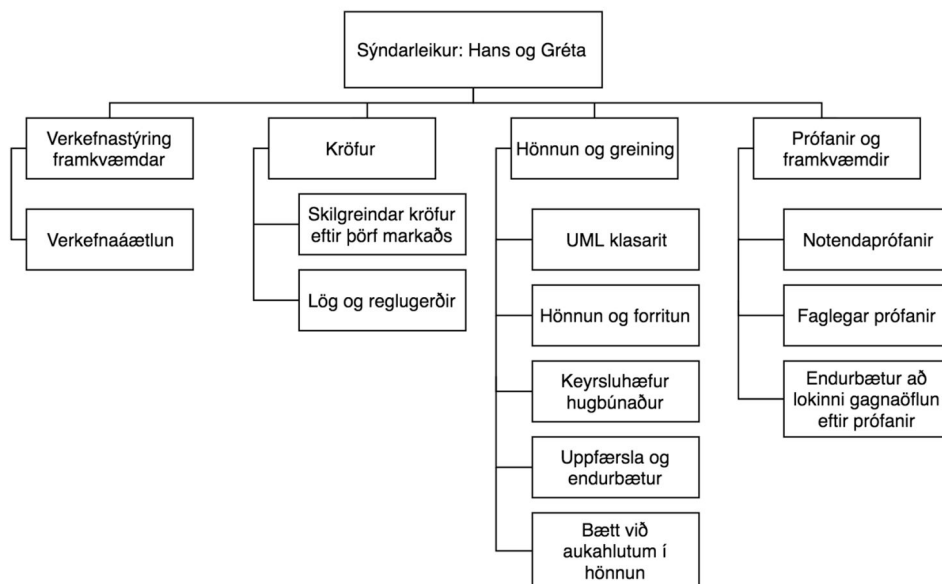 Sýndarleikur: Hans og Gréta
Verkefnastýring
framkvæmdar
Verkefnaáætlun
Kröfur
Skilgreindar kröfur
eftir þörf markaðs
Lög og reglugerðir
Hönnun og greining
UML klasarit
Hönnun og forritun
Keyrsluhæfur
hugbúnaður
Uppfærsla og
endurbætur
Bætt við
aukahlutum í
hönnun
Prófanir og
framkvæmdir
Notendaprófanir
Faglegar prófanir
Endurbætur að
lokinni gagnaöflun
eftir prófanir